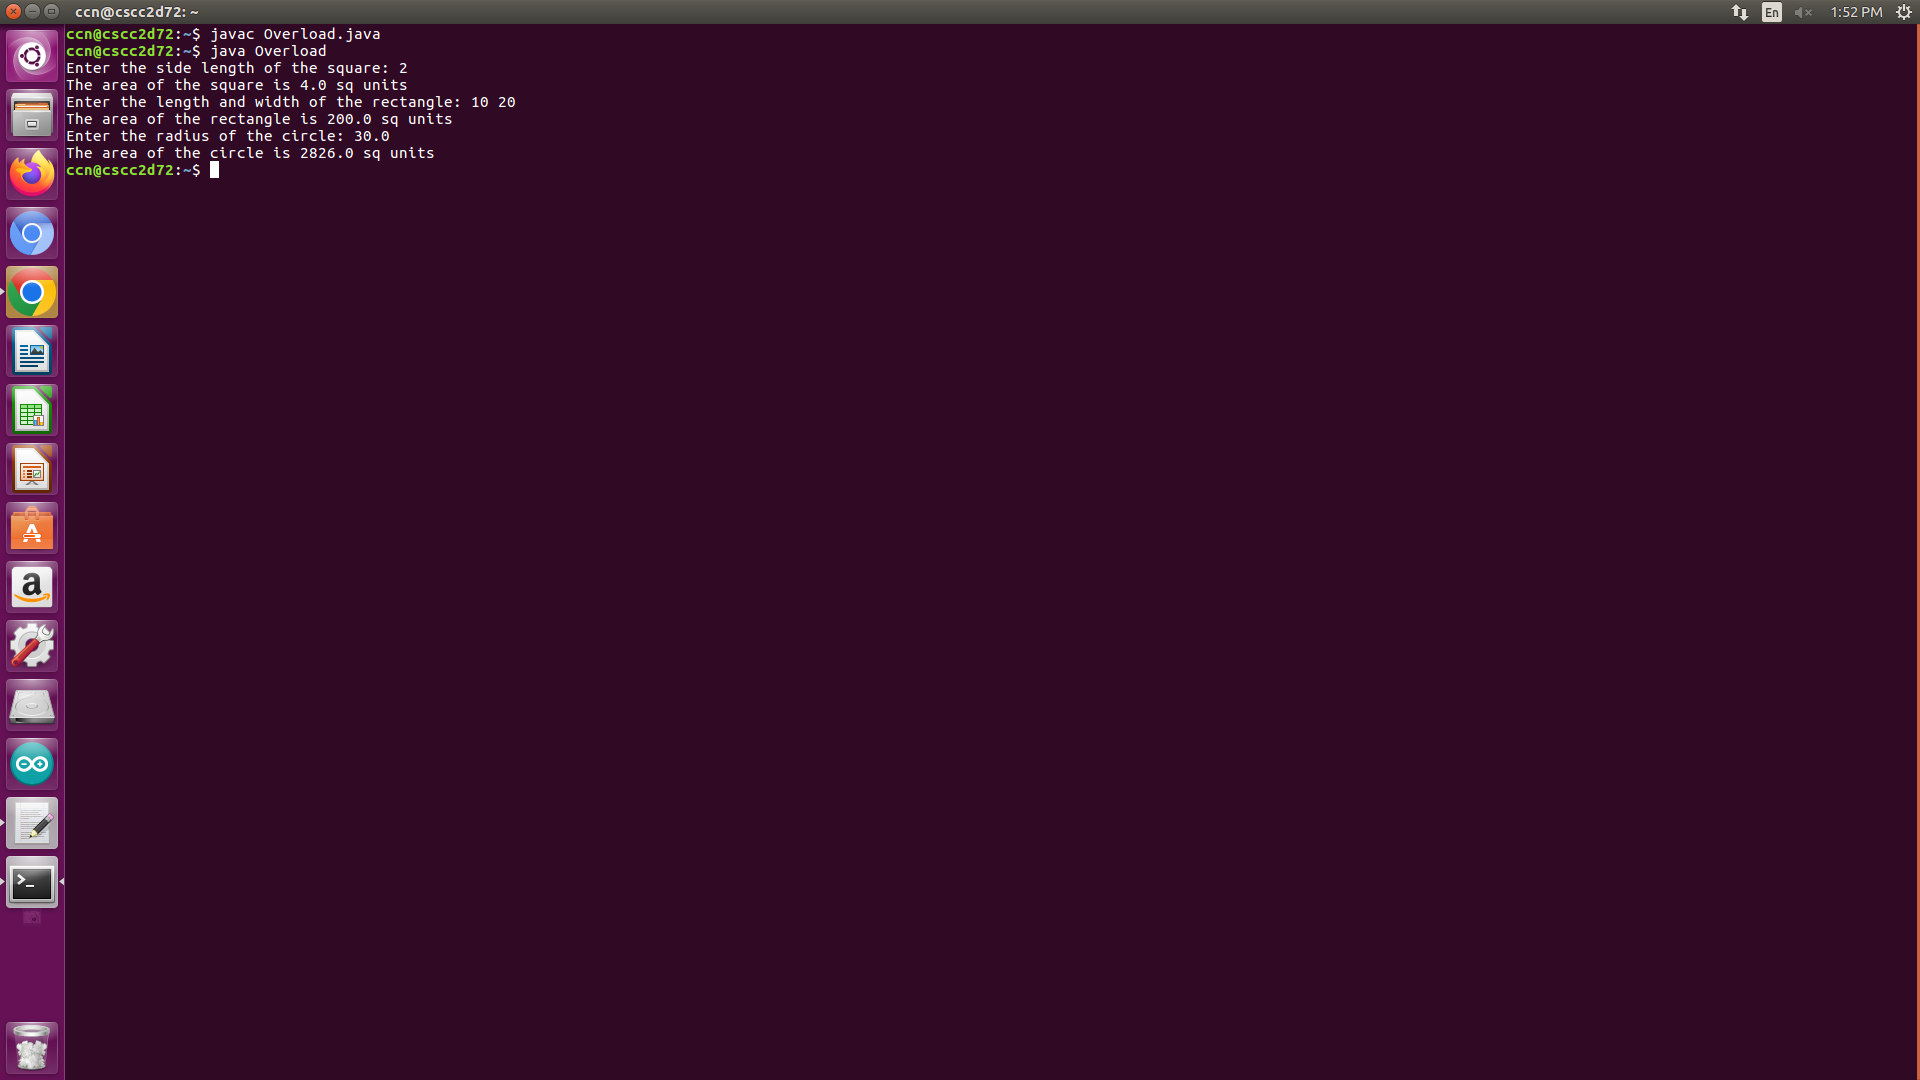 ccn@cscc2d72: ~
En
1:52 PM
ccn@cscc2d72:~$ javac Overload.java
ccn@cscc2d72:~$ java Overload
Enter the side length of the square: 2
The area of the square is 4.0 sq units
Enter the length and width of the rectangle: 10 20
The area of the rectangle is 200.0 sq units
Enter the radius of the circle: 30.0
The area of the circle is 2826.0 sq units
ccn@cscc2d72:~$